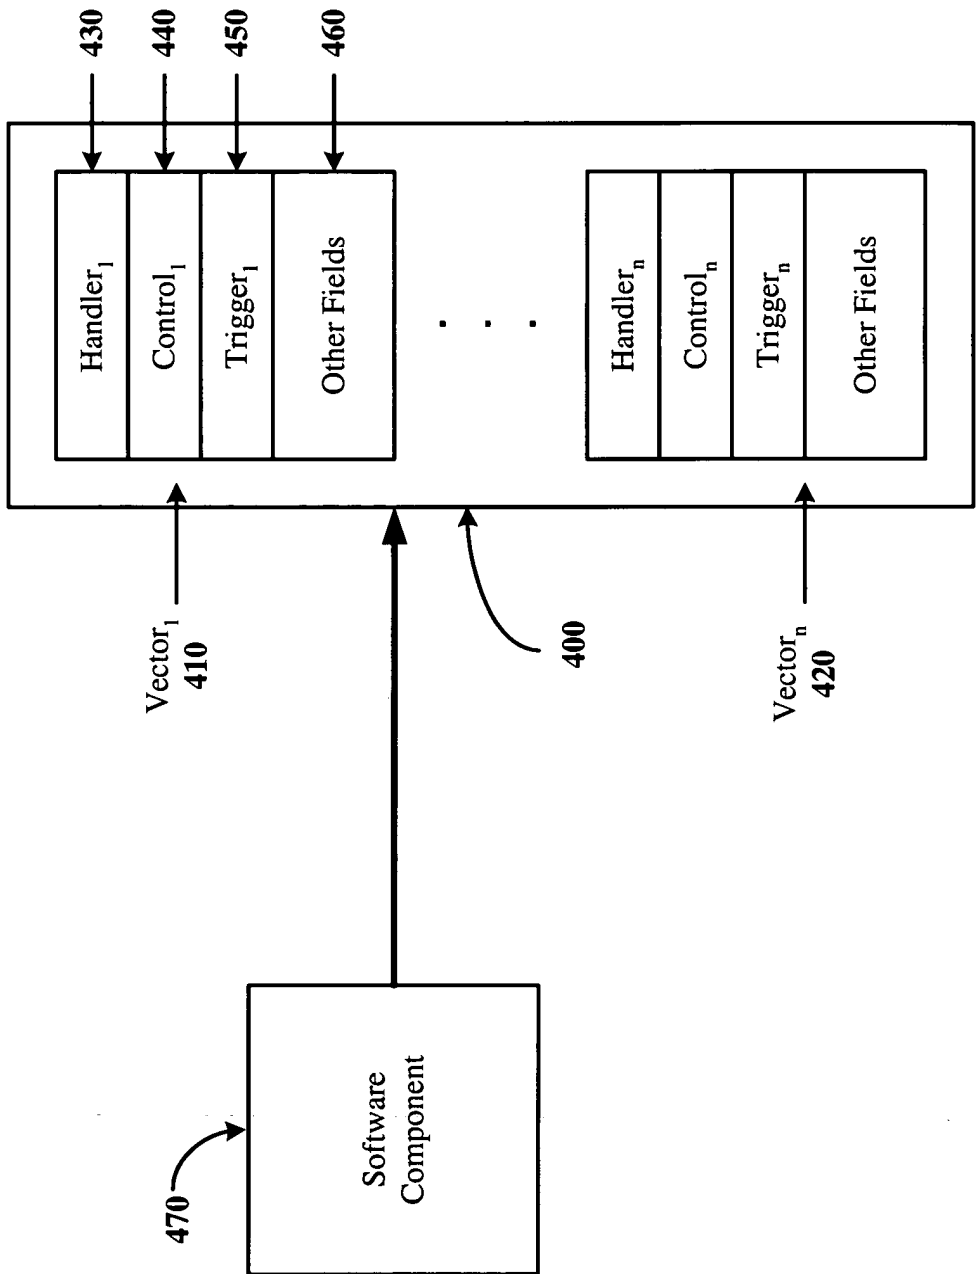 430
440
450
460
Handler1
Control1
Trigger1
Other Fields
. . .
Handlern
Controln
Triggern
Other Fields
Vector1
410
400
Vectorn
420
470
Software
Component